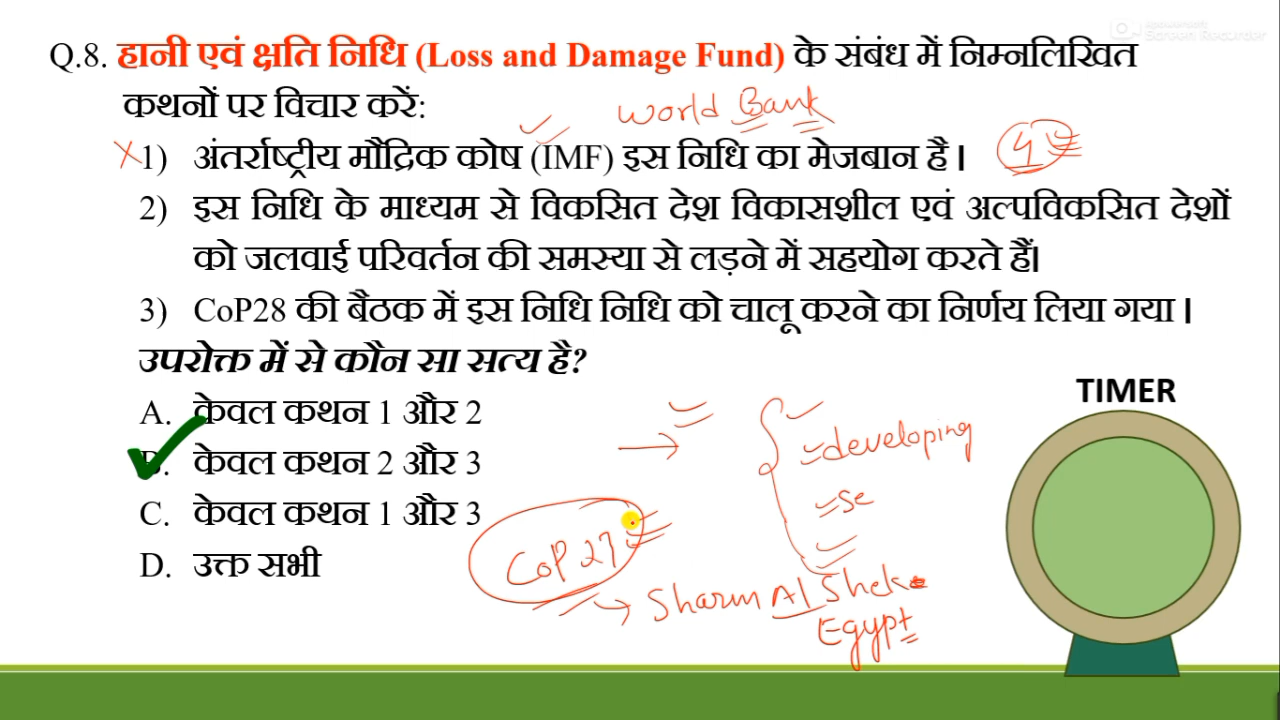 Q.8. हानी एवं क्षति निधि (Loss and Damage Fund) के संबंध में निम्नलिखित
कथनों पर विचार करें:
World Bank
X 1) अंतर्राष्ट्रीय मौद्रिक कोष (IMF) इस निधि का मेजबान है।
2) इस निधि के माध्यम से विकसित देश विकासशील एवं अल्पविकसित देशों
को जलवाई परिवर्तन की समस्या से लड़ने में सहयोग करते हैं।
3) CoP28 की बैठक में इस निधि निधि को चालू करने का निर्णय लिया गया।
उपरोक्त में से कौन सा सत्य है?
A. केवल कथन 1 और 2
B. केवल कथन 2 और 3
C. केवल कथन 1 और 3
D. उक्त सभी
TIMER
developing
CoP 27
Sharm Al Shek
Egypt
Screen Recorder